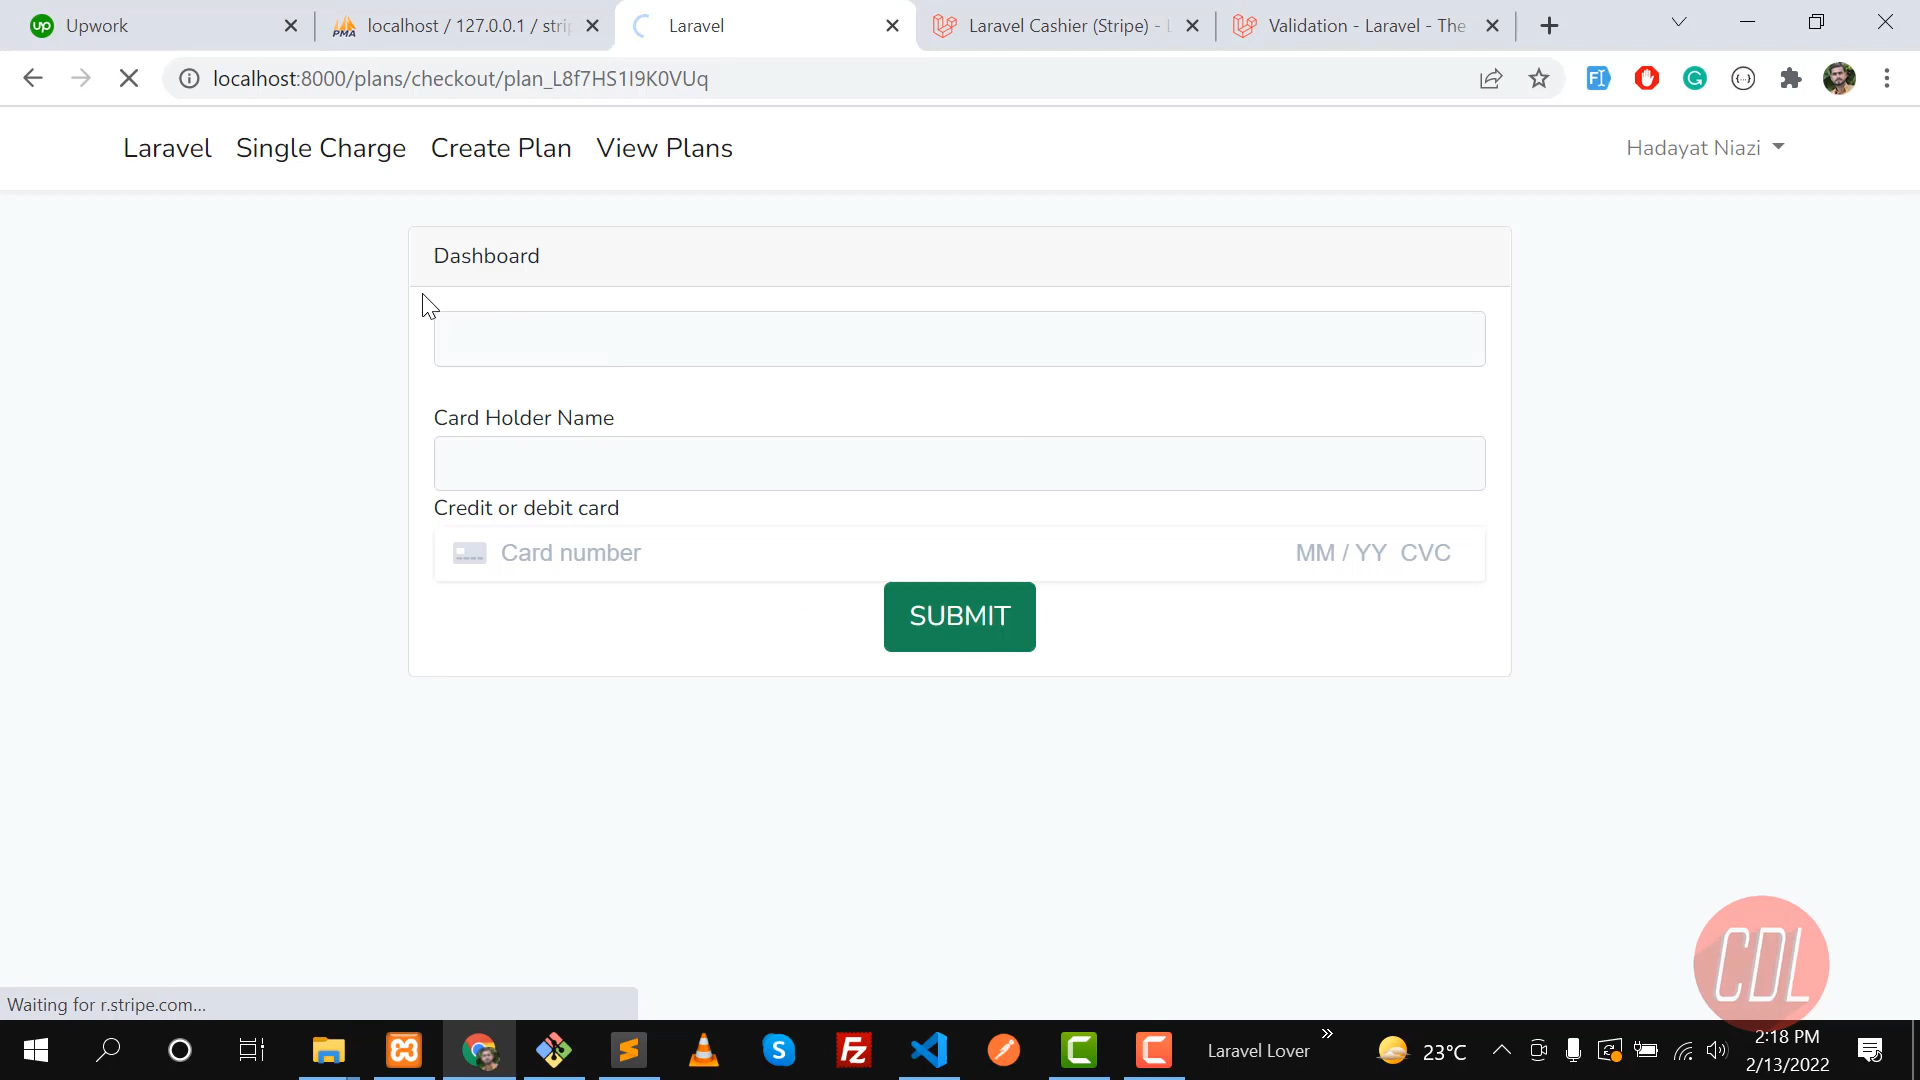 Upwork
localhost / 127.0.0.1 / stri
Laravel
Laravel Cashier (Stripe) - L
Validation - Laravel - The
localhost:8000/plans/checkout/plan_L8f7HS1I9K0VUq
Laravel Single Charge Create Plan View Plans
Hadayat Niazi
Dashboard
Card Holder Name
Credit or debit card
Card number
MM / YY CVC
SUBMIT
CDL
Waiting for r.stripe.com...
Laravel Lover
23°C
2:18 PM
2/13/2022